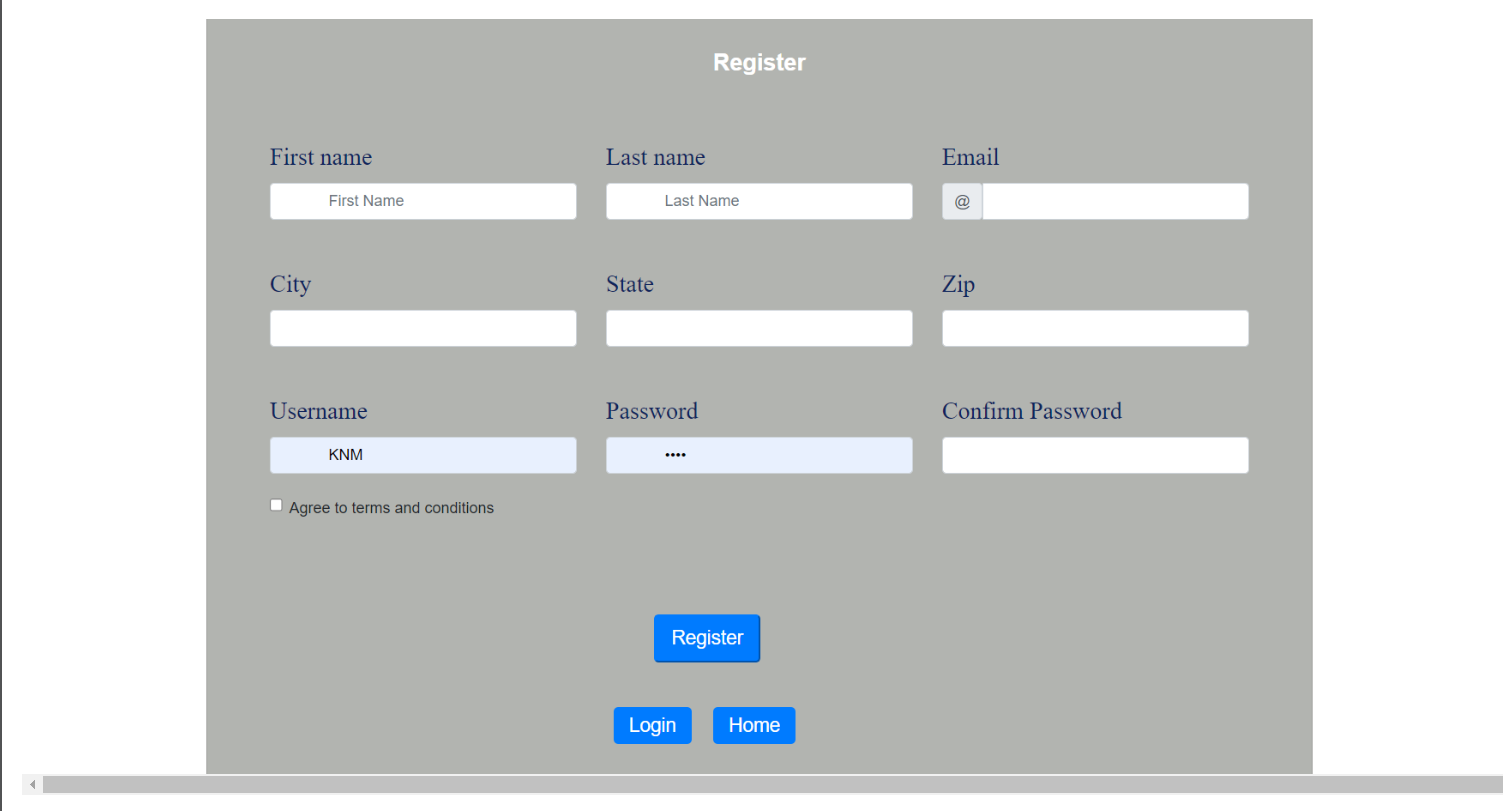 Register
First name Last name Email
First Name Last Name @
City State Zip
Username Password Confirm Password
KNM ••••
Agree to terms and conditions
Register
Login Home